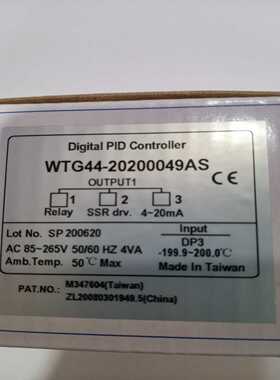 Digital PID Controller
WTG44-20200049AS
OUTPUT1
1 2 3
Relay SSR drv. 4~20mA
CE
Lot No. SP 200620
Input
DP3
AC 85~265V 50/60 HZ 4VA
-199.9~200.0℃
Amb.Temp. 50℃ Max
Made In Taiwan
PAT.NO.: M347604(Taiwan)
ZL20080301949.5(China)